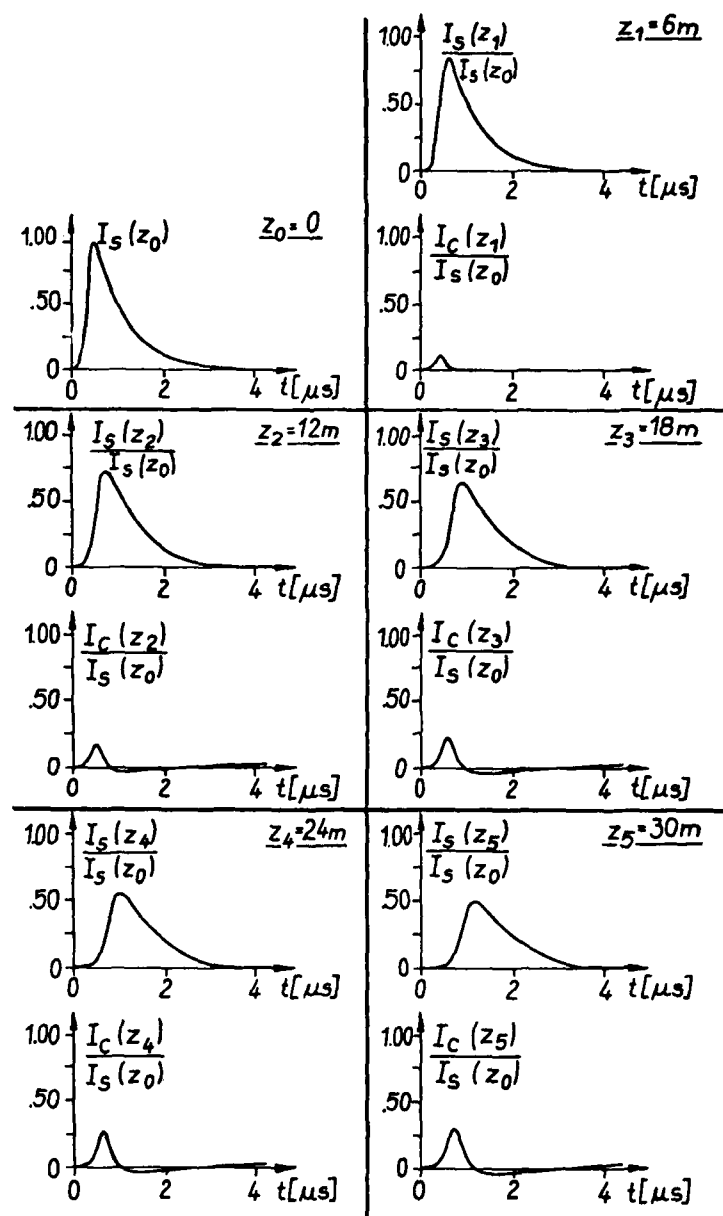 I_S(z_1) z_1=6m
I_S(z_0)
1.00
.50
0
0 2 4 t[μs]
1.00 I_S(z_0) z_0=0
.50
0
0 2 4 t[μs]
1.00 I_C(z_1)
I_S(z_0)
.50
0
0 2 4 t[μs]
1.00 I_S(z_2) z_2=12m
I_S(z_0)
.50
0
0 2 4 t[μs]
1.00 I_S(z_3) z_3=18m
I_S(z_0)
.50
0
0 2 4 t[μs]
1.00 I_C(z_2)
I_S(z_0)
.50
0
0 2 4 t[μs]
1.00 I_C(z_3)
I_S(z_0)
.50
0
0 2 4 t[μs]
1.00 I_S(z_4) z_4=24m
I_S(z_0)
.50
0
0 2 4 t[μs]
1.00 I_S(z_5) z_5=30m
I_S(z_0)
.50
0
0 2 4 t[μs]
1.00 I_C(z_4)
I_S(z_0)
.50
0
0 2 4 t[μs]
1.00 I_C(z_5)
I_S(z_0)
.50
0
0 2 4 t[μs]